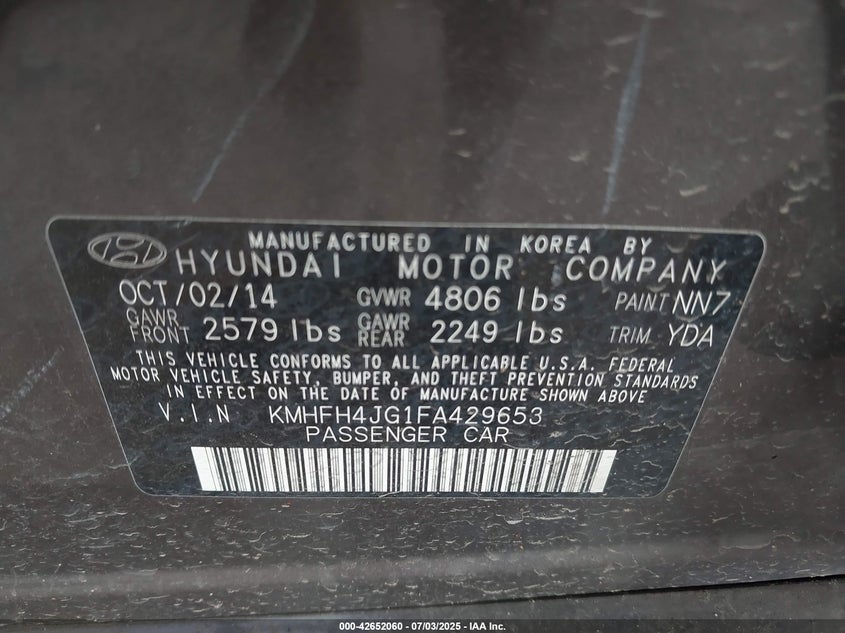 MANUFACTURED IN KOREA BY
HYUNDAI MOTOR COMPANY
OCT/02/14 GVWR 4806 lbs PAINT NN7
GAWR FRONT 2579 lbs GAWR REAR 2249 lbs TRIM YDA
THIS VEHICLE CONFORMS TO ALL APPLICABLE U.S.A. FEDERAL
MOTOR VEHICLE SAFETY, BUMPER, AND THEFT PREVENTION STANDARDS
IN EFFECT ON THE DATE OF MANUFACTURE SHOWN ABOVE
V.I.N KMHFH4JG1FA429653
PASSENGER CAR
000-42652060 - 07/03/2025 - IAA Inc.